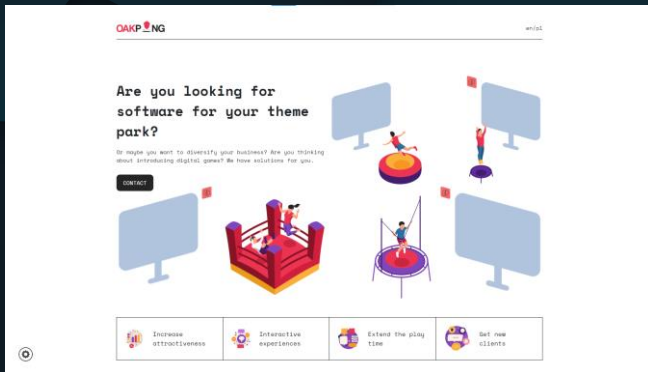 OAKPNG
en/pl
Are you looking for
software for your theme
park?
Or maybe you want to diversify your business? Are you thinking
about introducing digital games? We have solutions for you.
CONTACT
Increase
attractiveness
Interactive
experiences
Extend the play
time
Get new
clients